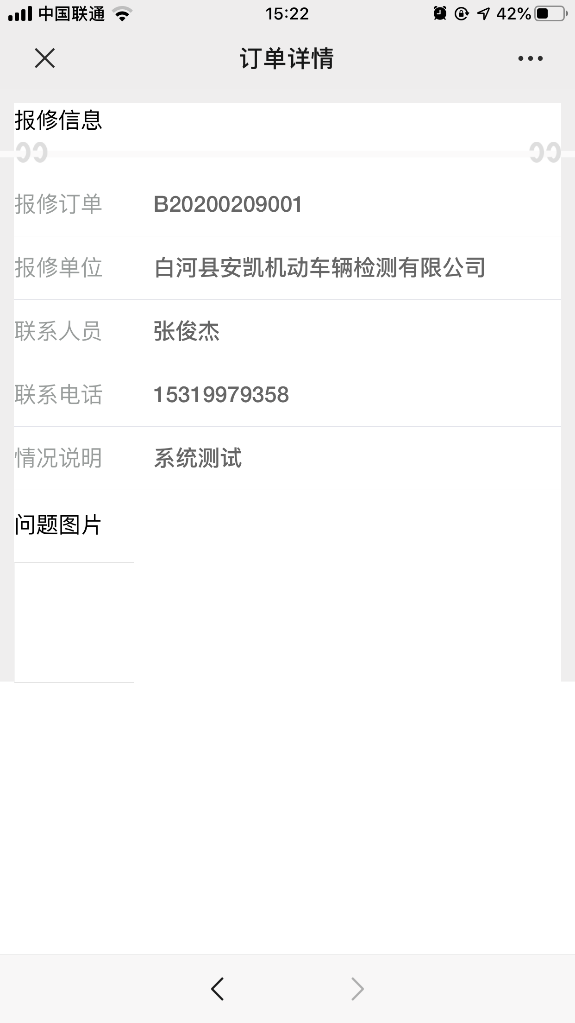 中国联通 15:22 42%
订单详情
报修信息
报修订单 B20200209001
报修单位 白河县安凯机动车辆检测有限公司
联系人员 张俊杰
联系电话 15319979358
情况说明 系统测试
问题图片